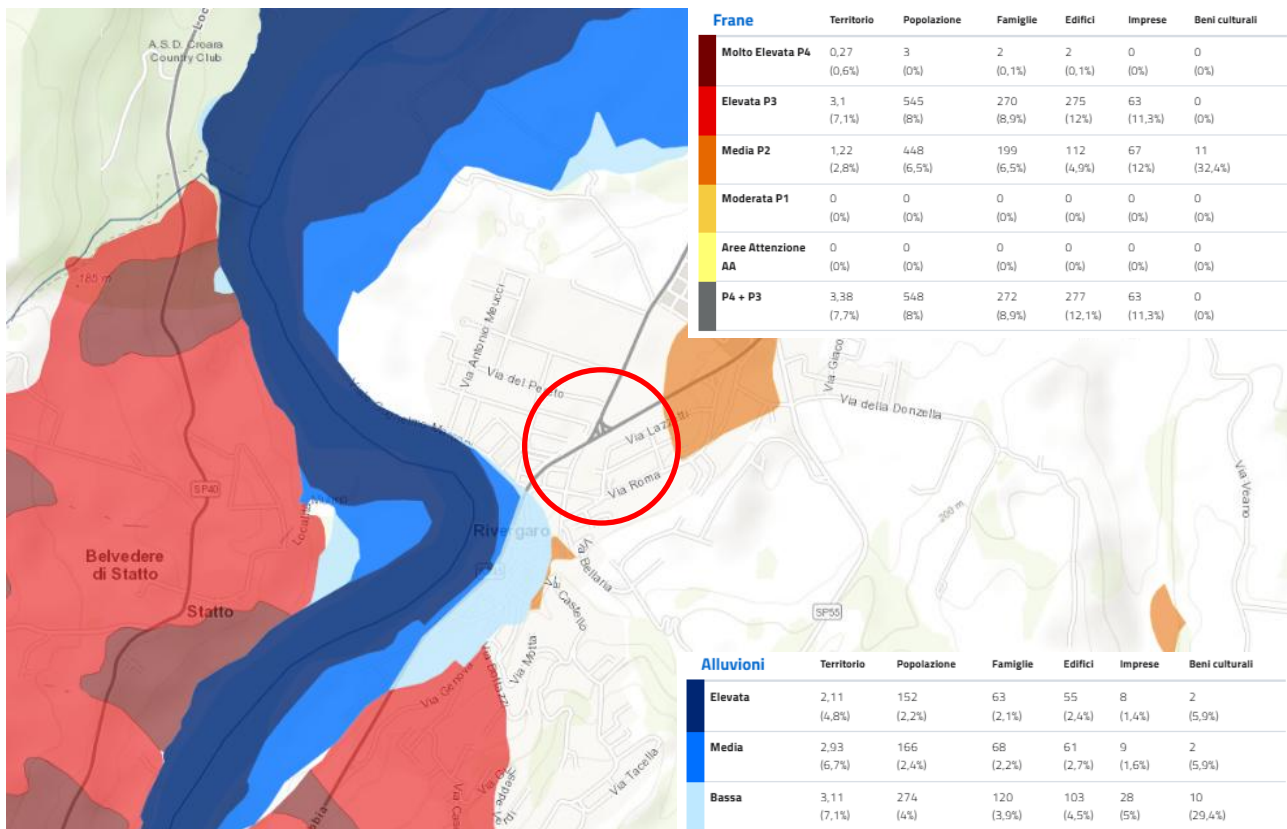 A.S.D. Croara
Country Club
185 m
Via Antonio Meucci
Via del Pereto
Via Lazzetti
Via Roma
Via Giaco
Via della Donzella
Via Veano
200 m
SP40
Belvedere
di Statto
Statto
Rivergaro
Via Bellaria
Castello
SP55
Via Motta
Via Genova
Via Tacella
Frane Territorio Popolazione Famiglie Edifici Imprese Beni culturali
Molto Elevata P4 0,27 3 2 2 0 0
(0,6%) (0%) (0,1%) (0,1%) (0%) (0%)
Elevata P3 3,1 545 270 275 63 0
(7,1%) (8%) (8,9%) (12%) (11,3%) (0%)
Media P2 1,22 448 199 112 67 11
(2,8%) (6,5%) (6,5%) (4,9%) (12%) (32,4%)
Moderata P1 0 0 0 0 0 0
(0%) (0%) (0%) (0%) (0%) (0%)
Aree Attenzione 0 0 0 0 0 0
AA (0%) (0%) (0%) (0%) (0%) (0%)
P4 + P3 3,38 548 272 277 63 0
(7,7%) (8%) (8,9%) (12,1%) (11,3%) (0%)
Alluvioni Territorio Popolazione Famiglie Edifici Imprese Beni culturali
Elevata 2,11 152 63 55 8 2
(4,8%) (2,2%) (2,1%) (2,4%) (1,4%) (5,9%)
Media 2,93 166 68 61 9 2
(6,7%) (2,4%) (2,2%) (2,7%) (1,6%) (5,9%)
Bassa 3,11 274 120 103 28 10
(7,1%) (4%) (3,9%) (4,5%) (5%) (29,4%)